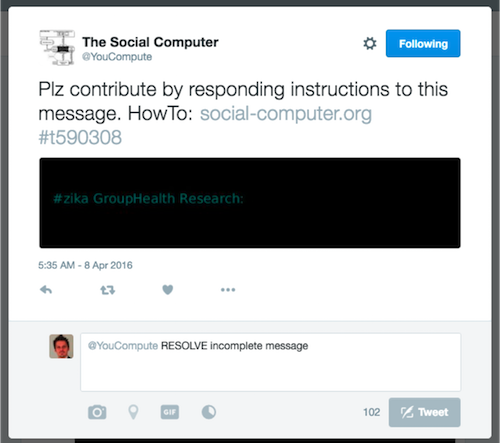 The Social Computer
@YouCompute
Following
Plz contribute by responding instructions to this
message. HowTo: social-computer.org
#t590308
#zika GroupHealth Research:
5:35 AM - 8 Apr 2016
@YouCompute RESOLVE incomplete message
GIF
102
Tweet